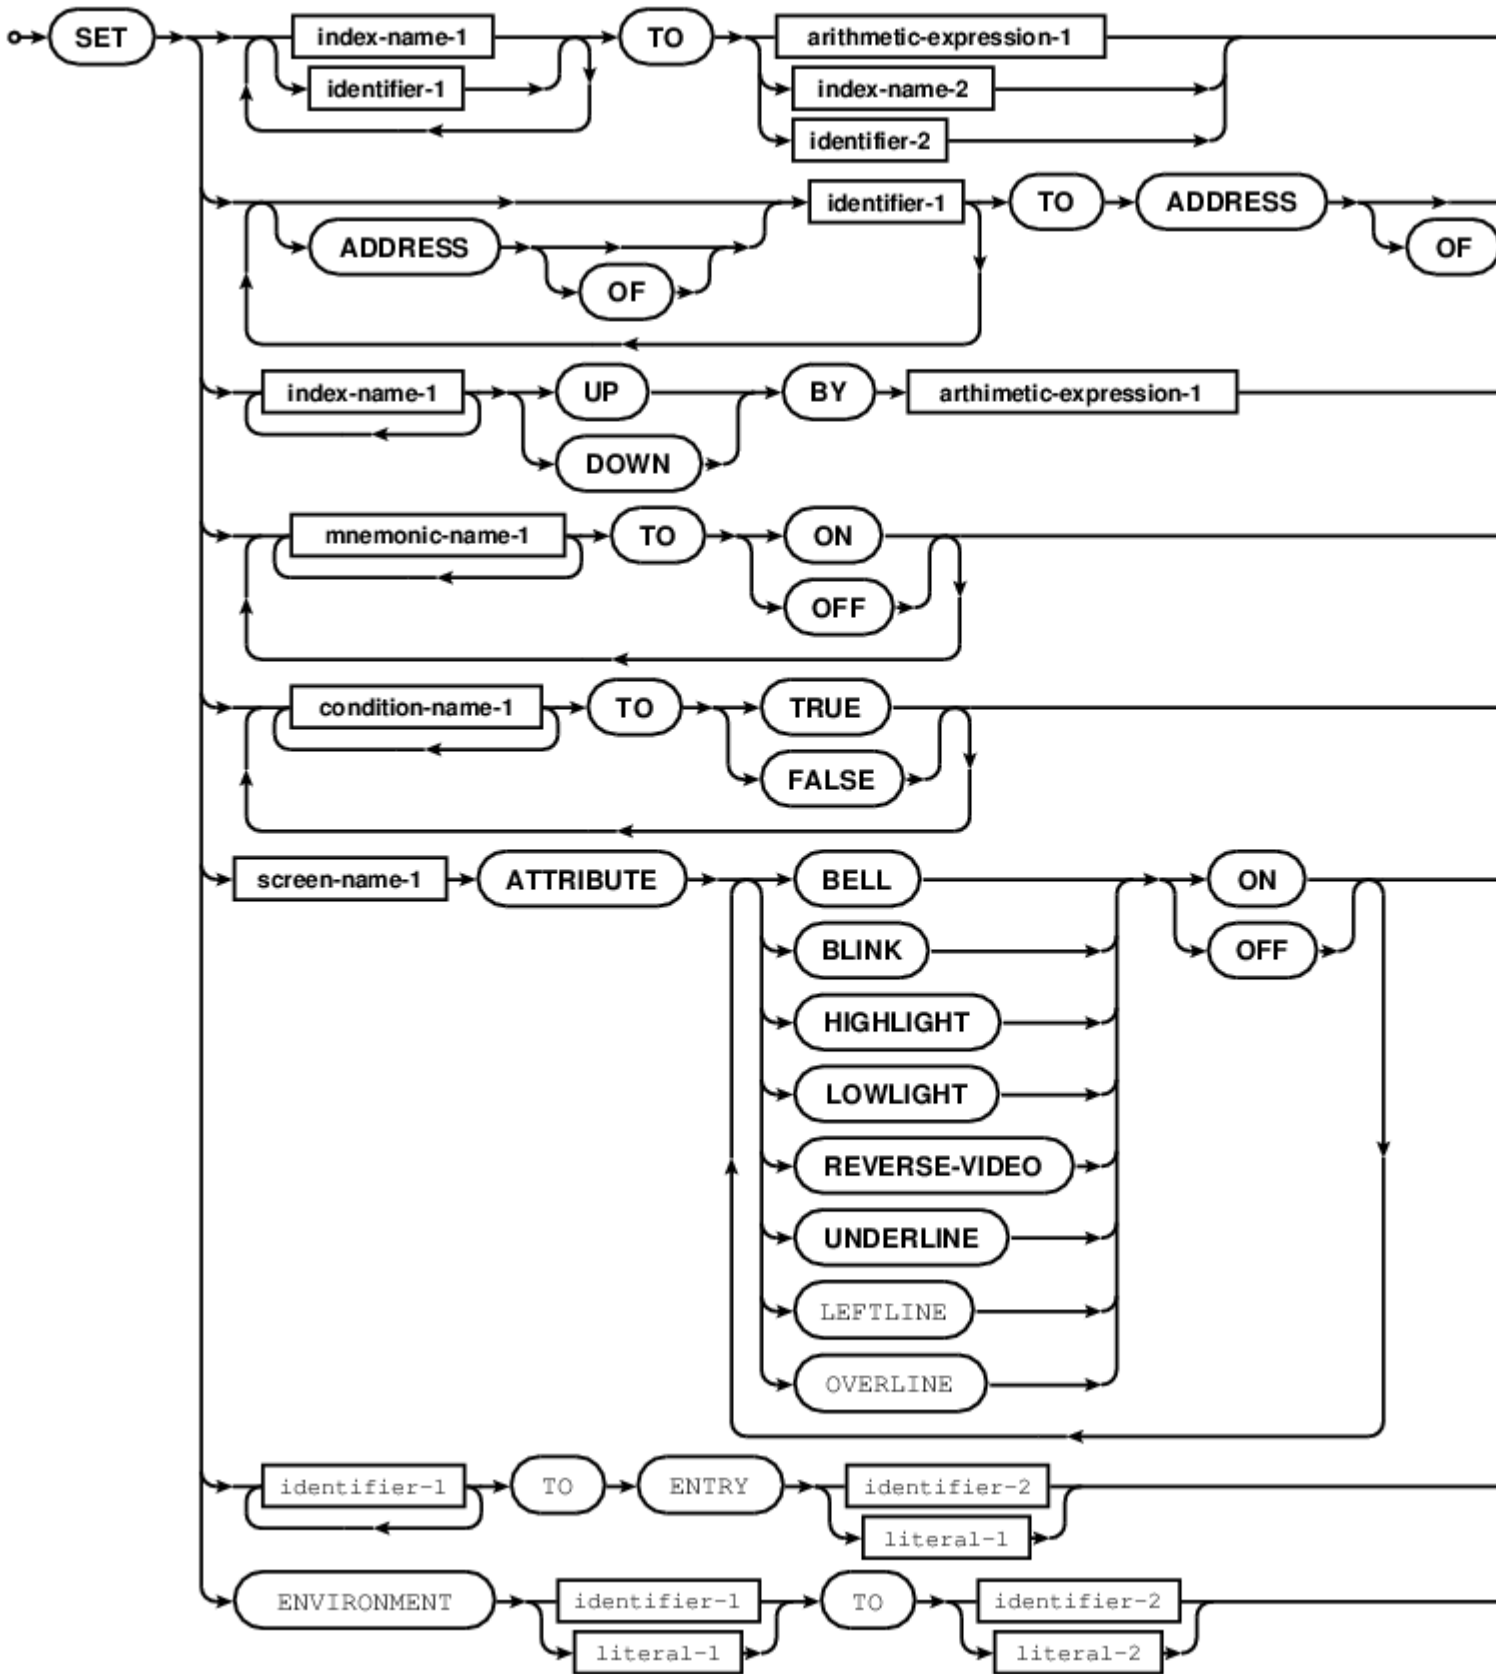 SET index-name-1 TO arithmetic-expression-1
identifier-1 index-name-2
identifier-2
identifier-1 TO ADDRESS
ADDRESS OF
OF
index-name-1 UP BY arthimetic-expression-1
DOWN
mnemonic-name-1 TO ON
OFF
condition-name-1 TO TRUE
FALSE
screen-name-1 ATTRIBUTE BELL ON
BLINK OFF
HIGHLIGHT
LOWLIGHT
REVERSE-VIDEO
UNDERLINE
LEFTLINE
OVERLINE
identifier-1 TO ENTRY identifier-2
literal-1
ENVIRONMENT identifier-1 TO identifier-2
literal-1 literal-2